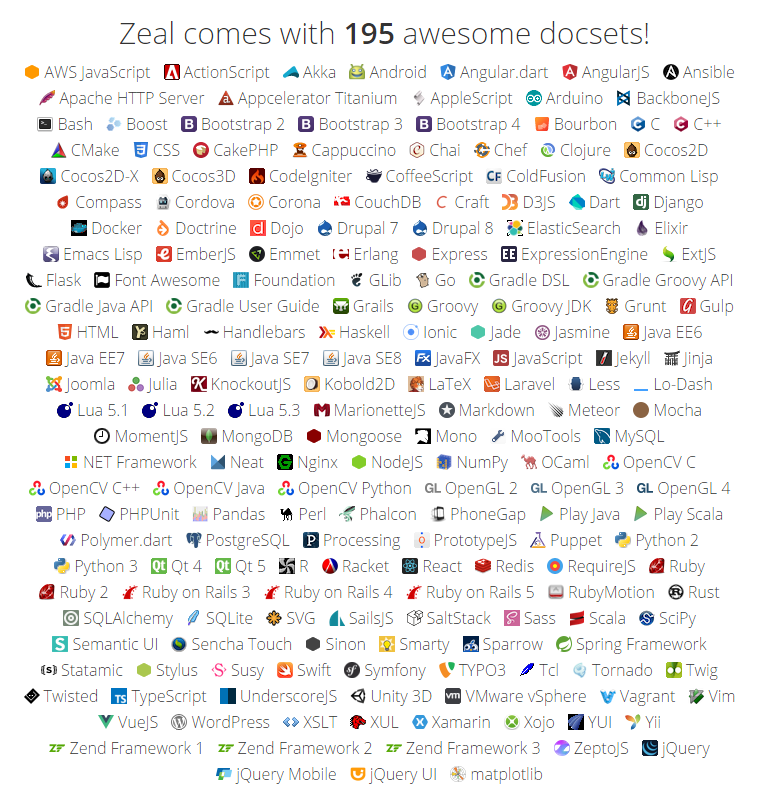 Zeal comes with 195 awesome docsets!
AWS JavaScript ActionScript Akka Android Angular.dart AngularJS Ansible
Apache HTTP Server Appcelerator Titanium AppleScript Arduino BackboneJS
Bash Boost Bootstrap 2 Bootstrap 3 Bootstrap 4 Bourbon C C++
CMake CSS CakePHP Cappuccino Chai Chef Clojure Cocos2D
Cocos2D-X Cocos3D CodeIgniter CoffeeScript ColdFusion Common Lisp
Compass Cordova Corona CouchDB Craft D3JS Dart Django
Docker Doctrine Dojo Drupal 7 Drupal 8 ElasticSearch Elixir
Emacs Lisp EmberJS Emmet Erlang Express ExpressionEngine ExtJS
Flask Font Awesome Foundation GLib Go Gradle DSL Gradle Groovy API
Gradle Java API Gradle User Guide Grails Groovy Groovy JDK Grunt Gulp
HTML Haml Handlebars Haskell Ionic Jade Jasmine Java EE6
Java EE7 Java SE6 Java SE7 Java SE8 JavaFX JavaScript Jekyll Jinja
Joomla Julia KnockoutJS Kobold2D LaTeX Laravel Less Lo-Dash
Lua 5.1 Lua 5.2 Lua 5.3 MarionetteJS Markdown Meteor Mocha
MomentJS MongoDB Mongoose Mono MooTools MySQL
NET Framework Neat Nginx NodeJS NumPy OCaml OpenCV C
OpenCV C++ OpenCV Java OpenCV Python GL OpenGL 2 GL OpenGL 3 GL OpenGL 4
PHP PHPUnit Pandas Perl Phalcon PhoneGap Play Java Play Scala
Polymer.dart PostgreSQL Processing PrototypeJS Puppet Python 2
Python 3 Qt 4 Qt 5 R Racket React Redis RequireJS Ruby
Ruby 2 Ruby on Rails 3 Ruby on Rails 4 Ruby on Rails 5 RubyMotion Rust
SQLAlchemy SQLite SVG SailsJS SaltStack Sass Scala SciPy
Semantic UI Sencha Touch Sinon Smarty Sparrow Spring Framework
Statamic Stylus Susy Swift Symfony TYPO3 Tcl Tornado Twig
Twisted TypeScript UnderscoreJS Unity 3D VMware vSphere Vagrant Vim
VueJS WordPress XSLT XUL Xamarin Xojo YUI Yii
Zend Framework 1 Zend Framework 2 Zend Framework 3 ZeptoJS jQuery
jQuery Mobile jQuery UI matplotlib